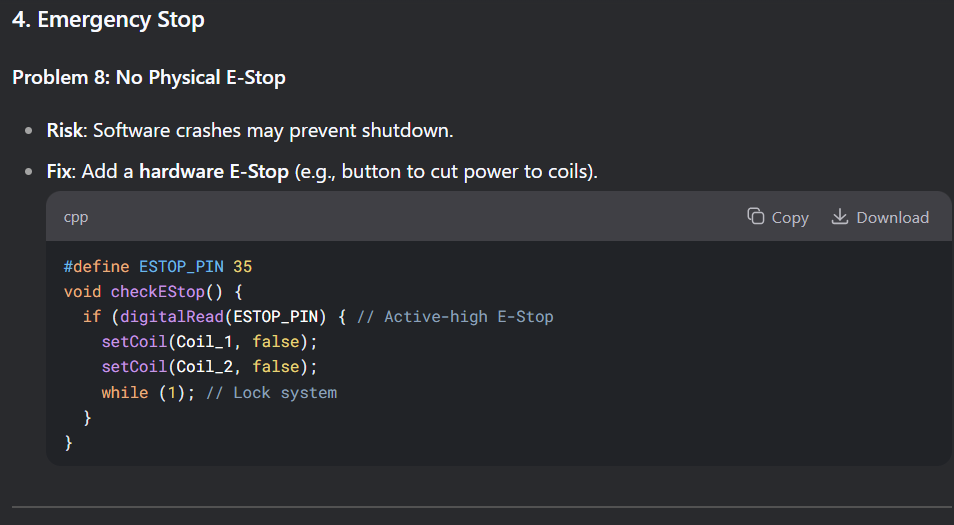 4. Emergency Stop
Problem 8: No Physical E-Stop
Risk: Software crashes may prevent shutdown.
Fix: Add a hardware E-Stop (e.g., button to cut power to coils).
cpp
Copy
Download
#define ESTOP_PIN 35
void checkEStop() {
  if (digitalRead(ESTOP_PIN) { // Active-high E-Stop
    setCoil(Coil_1, false);
    setCoil(Coil_2, false);
    while (1); // Lock system
  }
}